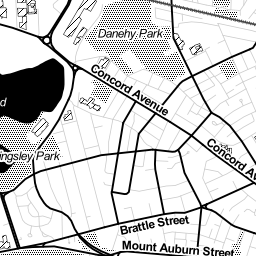 Danehy Park
Concord Avenue
d
ngsley Park
Concord Av
Brattle Street
Mount Auburn Street